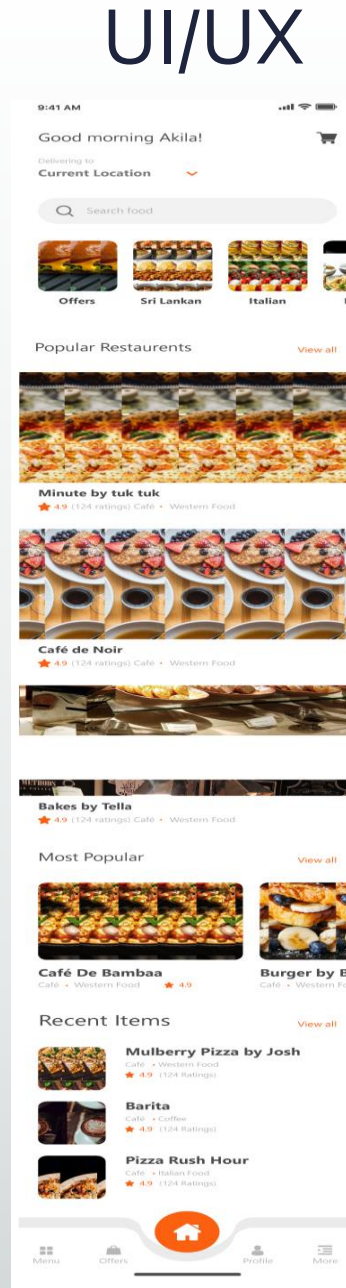 UI/UX
9:41 AM
Good morning Akila!
Delivering to
Current Location
Search food
Offers Sri Lankan Italian
Popular Restaurents View all
Minute by tuk tuk
4.9 (124 ratings) Café • Western Food
Café de Noir
4.9 (124 ratings) Café • Western Food
Bakes by Tella
4.9 (124 ratings) Café • Western Food
Most Popular View all
Café De Bambaa Burger by B
Café • Western Food 4.9 Café • Western Fo
Recent Items View all
Mulberry Pizza by Josh
Café • Western Food
4.9 (124 Ratings)
Barita
Café • Coffee
4.9 (124 Ratings)
Pizza Rush Hour
Café • Italian Food
4.9 (124 Ratings)
Menu Offers Profile More